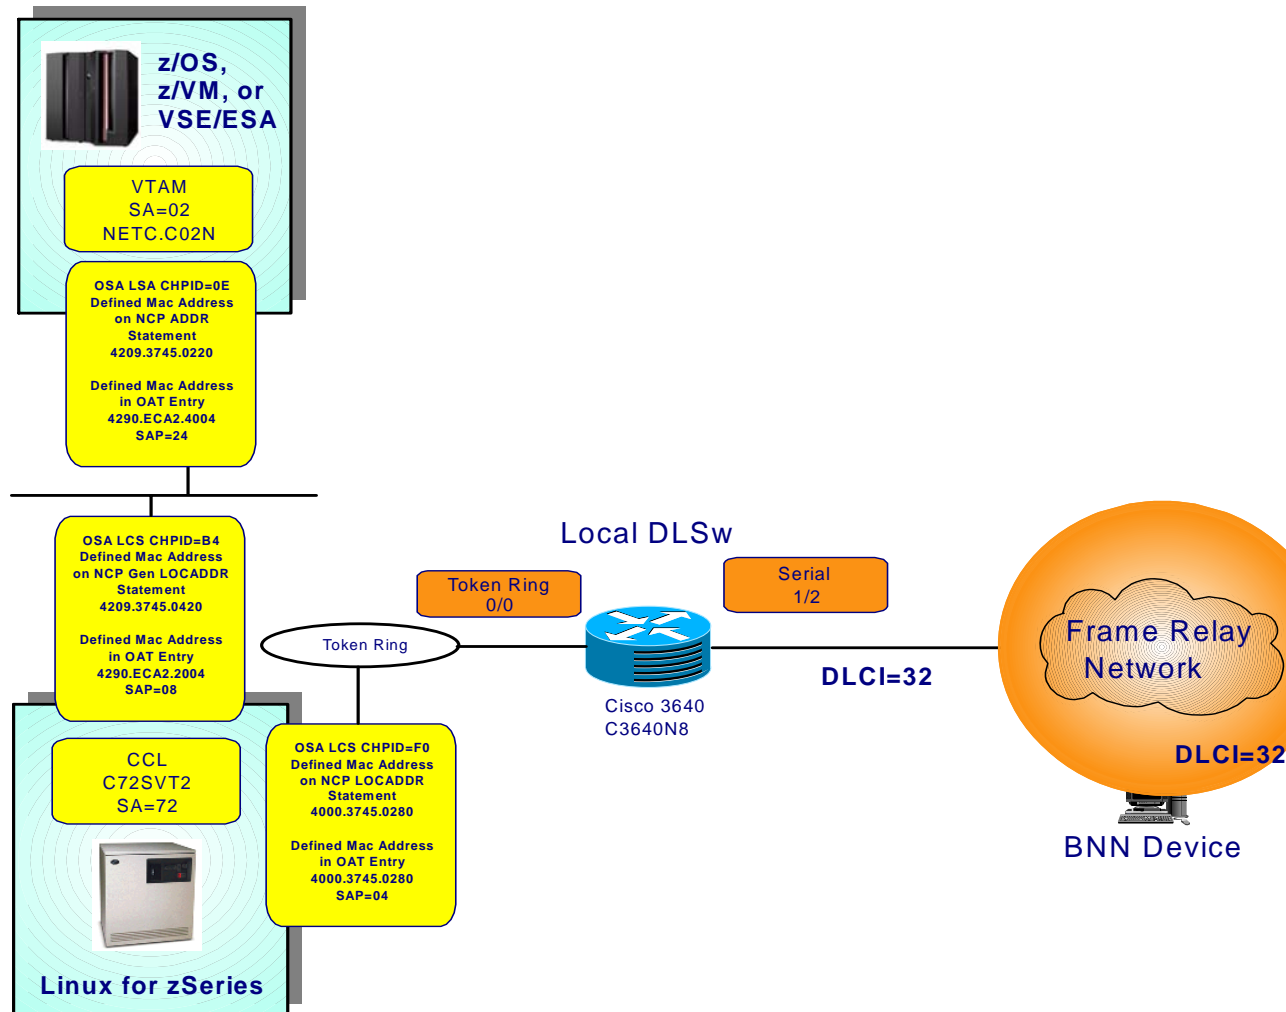 z/OS,
z/VM, or
VSE/ESA
VTAM
SA=02
NETC.C02N
OSA LSA CHPID=0E
Defined Mac Address
on NCP ADDR
Statement
4209.3745.0220
Defined Mac Address
in OAT Entry
4290.ECA2.4004
SAP=24
OSA LCS CHPID=B4
Defined Mac Address
on NCP Gen LOCADDR
Statement
4209.3745.0420
Defined Mac Address
in OAT Entry
4290.ECA2.2004
SAP=08
CCL
C72SVT2
SA=72
Linux for zSeries
Token Ring
OSA LCS CHPID=F0
Defined Mac Address
on NCP LOCADDR
Statement
4000.3745.0280
Defined Mac Address
in OAT Entry
4000.3745.0280
SAP=04
Local DLSw
Token Ring
0/0
Serial
1/2
Cisco 3640
C3640N8
DLCI=32
Frame Relay
Network
DLCI=32
BNN Device